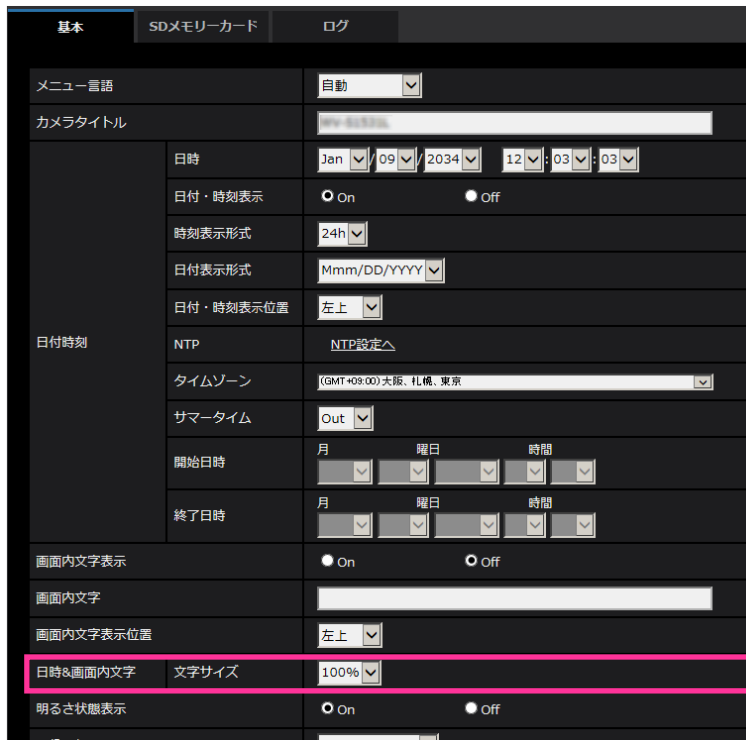 基本 SDメモリーカード ログ
メニュー言語 自動
カメラタイトル
日付時刻
日時 Jan / 09 / 2034 12 : 03 : 03
日付・時刻表示 On Off
時刻表示形式 24h
日付表示形式 Mmm/DD/YYYY
日付・時刻表示位置 左上
NTP NTP設定へ
タイムゾーン (GMT+09:00)大阪、札幌、東京
サマータイム Out
開始日時 月 曜日 時間
終了日時 月 曜日 時間
画面内文字表示 On Off
画面内文字
画面内文字表示位置 左上
日時&画面内文字 文字サイズ 100%
明るさ状態表示 On Off